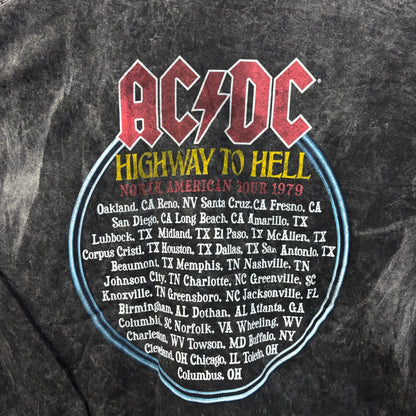 AC/DC
HIGHWAY TO HELL
NORTH AMERICAN TOUR 1979
Oakland, CA Reno, NV Santa Cruz, CA Fresno, CA
San Diego, CA Long Beach, CA Amarillo, TX
Lubbock, TX Midland, TX El Paso, Tx McAllen, TX
Corpus Cristi, TX Houston, TX Dallas, TX San Antonio, TX
Beaumont, TX Memphis, TN Nashville, TN
Johnson City, TN Charlotte, NC Greenville, SC
Knoxville, TN Greensboro, NC Jacksonville, FL
Birmingham, AL Dothan, AL Atlanta, GA
Columbia, SC Norfolk, VA Wheeling, WV
Charleston, WV Towson, MD Buffalo, NY
Cleveland, OH Chicago, IL Toledo, OH
Columbus, OH